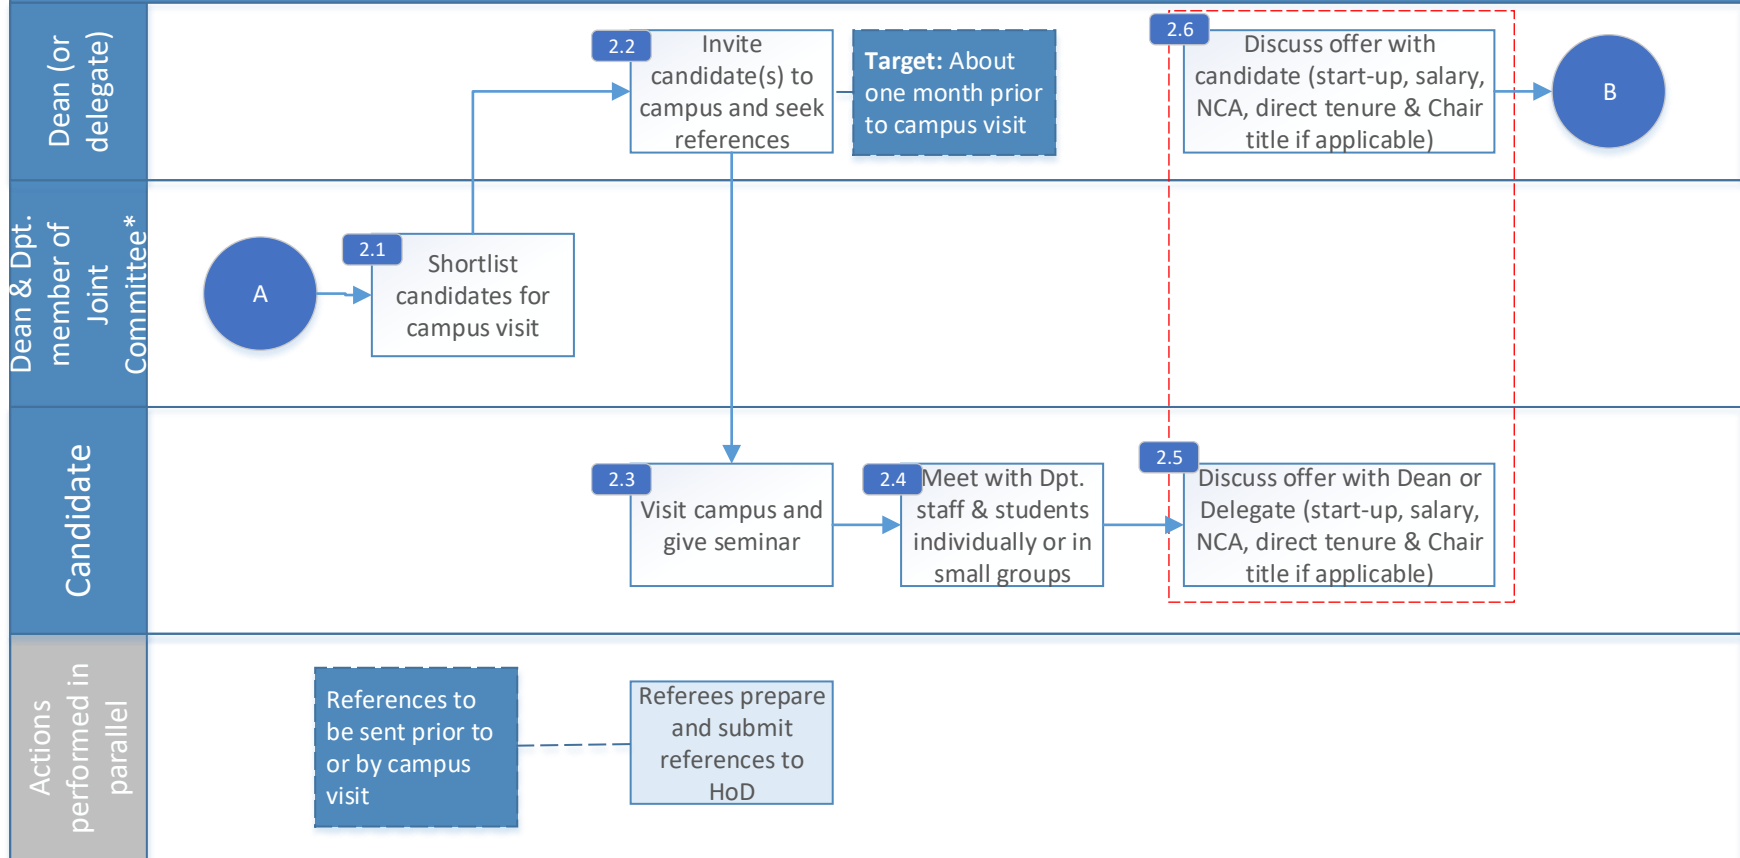 Dean (or
delegate)
2.2
Invite
candidate(s) to
campus and seek
references
Target: About
one month prior
to campus visit
2.6
Discuss offer with
candidate (start-up, salary,
NCA, direct tenure & Chair
title if applicable)
B
Dean & Dpt.
member of
Joint
Committee*
A
2.1
Shortlist
candidates for
campus visit
Candidate
2.3
Visit campus and
give seminar
2.4
Meet with Dpt.
staff & students
individually or in
small groups
2.5
Discuss offer with Dean or
Delegate (start-up, salary,
NCA, direct tenure & Chair
title if applicable)
Actions
performed in
parallel
References to
be sent prior to
or by campus
visit
Referees prepare
and submit
references to
HoD